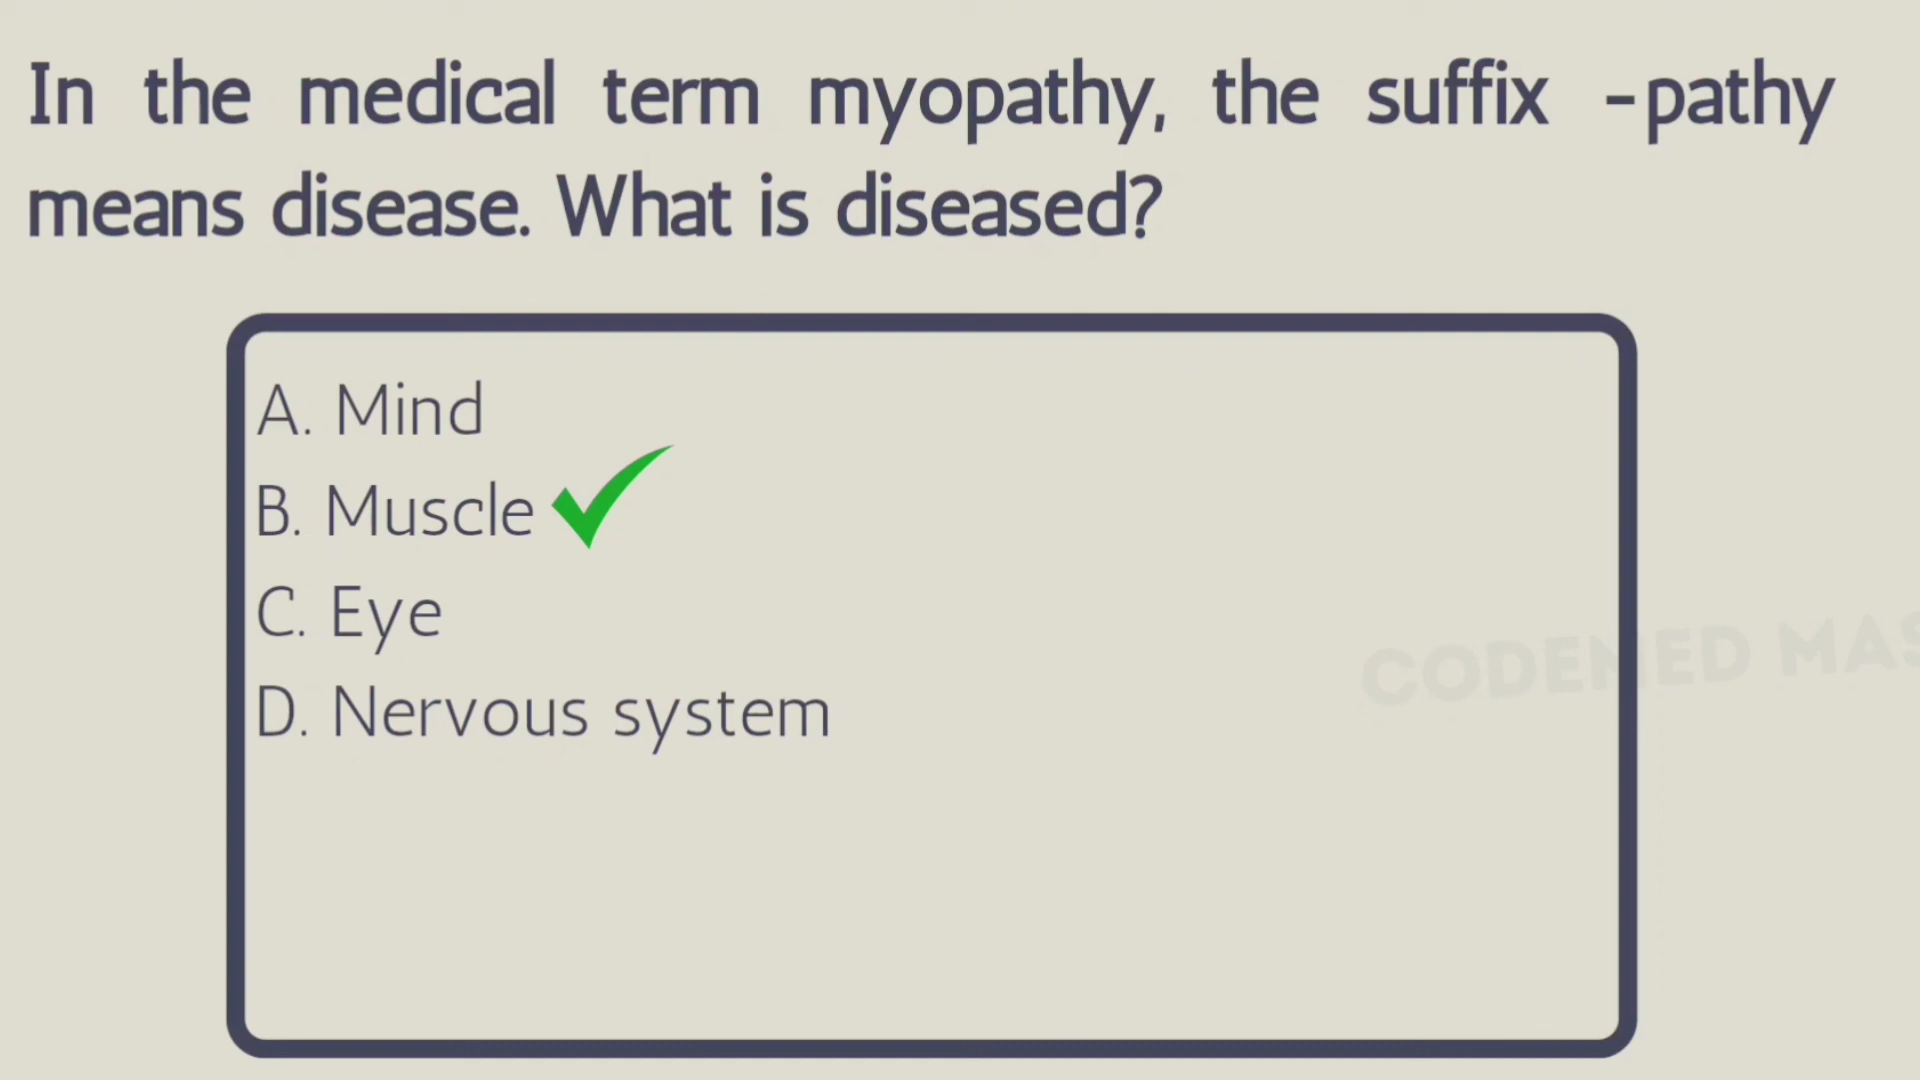 In the medical term myopathy, the suffix -pathy
means disease. What is diseased?
A. Mind
B. Muscle
C. Eye
D. Nervous system
CODEMED